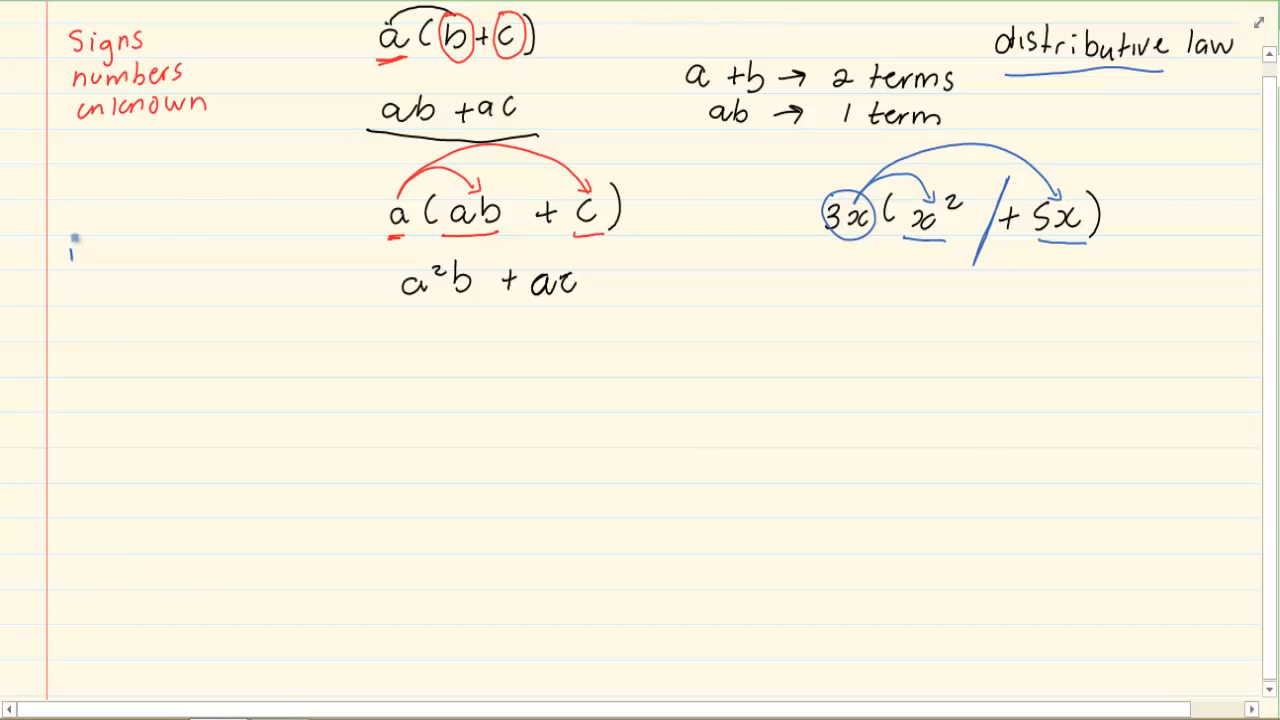 Signs
numbers
unknown
a(b+c)
ab +ac
distributive law
a +b → 2 terms
ab → 1 term
a(ab + c)
a²b + ac
3x(x² / + 5x)